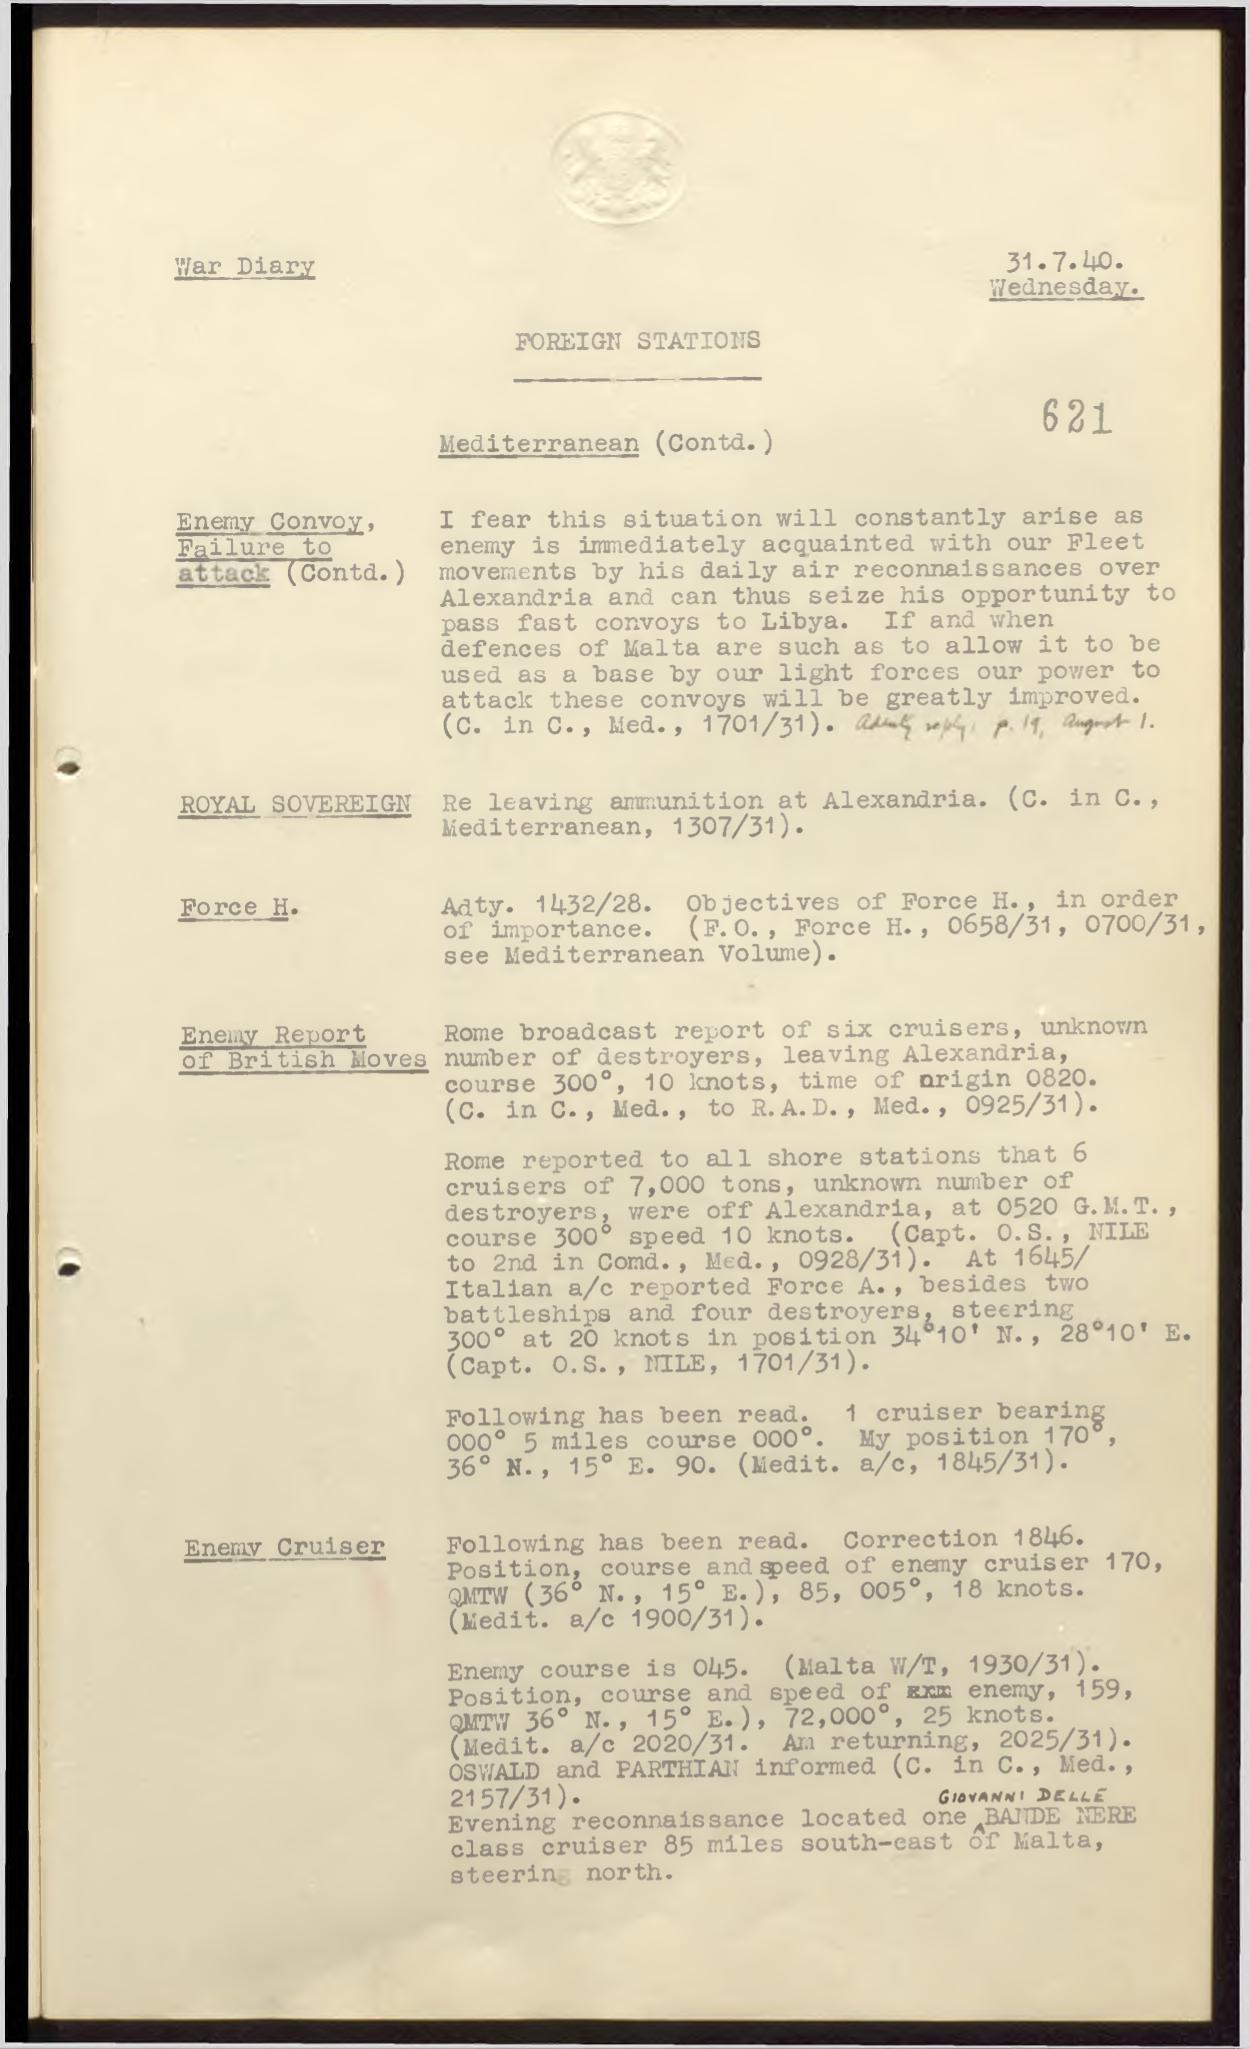 War Diary
31.7.40.
Wednesday.
FOREIGN STATIONS
621
Mediterranean (Contd.)
Enemy Convoy,
Failure to
attack (Contd.)
I fear this situation will constantly arise as
enemy is immediately acquainted with our Fleet
movements by his daily air reconnaissances over
Alexandria and can thus seize his opportunity to
pass fast convoys to Libya. If and when
defences of Malta are such as to allow it to be
used as a base by our light forces our power to
attack these convoys will be greatly improved.
(C. in C., Med., 1701/31). reply: p. 19, August 1.
ROYAL SOVEREIGN
Re leaving ammunition at Alexandria. (C. in C.,
Mediterranean, 1307/31).
Force H.
Adty. 1432/28. Objectives of Force H., in order
of importance. (F.O., Force H., 0658/31, 0700/31,
see Mediterranean Volume).
Enemy Report
of British Moves
Rome broadcast report of six cruisers, unknown
number of destroyers, leaving Alexandria,
course 300°, 10 knots, time of origin 0820.
(C. in C., Med., to R.A.D., Med., 0925/31).
Rome reported to all shore stations that 6
cruisers of 7,000 tons, unknown number of
destroyers, were off Alexandria, at 0520 G.M.T.,
course 300° speed 10 knots. (Capt. O.S., NILE
to 2nd in Comd., Med., 0928/31). At 1645/
Italian a/c reported Force A., besides two
battleships and four destroyers, steering
300° at 20 knots in position 34°10' N., 28°10' E.
(Capt. O.S., NILE, 1701/31).
Following has been read. 1 cruiser bearing
000° 5 miles course 000°. My position 170°,
36° N., 15° E. 90. (Medit. a/c, 1845/31).
Enemy Cruiser
Following has been read. Correction 1846.
Position, course and speed of enemy cruiser 170,
QMTW (36° N., 15° E.), 85, 005°, 18 knots.
(Medit. a/c 1900/31).
Enemy course is 045. (Malta W/T, 1930/31).
Position, course and speed of xxx enemy, 159,
QMTW 36° N., 15° E.), 72,000°, 25 knots.
(Medit. a/c 2020/31. Am returning, 2025/31).
OSWALD and PARTHIAN informed (C. in C., Med.,
2157/31).
GIOVANNI DELLE
Evening reconnaissance located one BANDE NERE
class cruiser 85 miles south-east of Malta,
steering north.